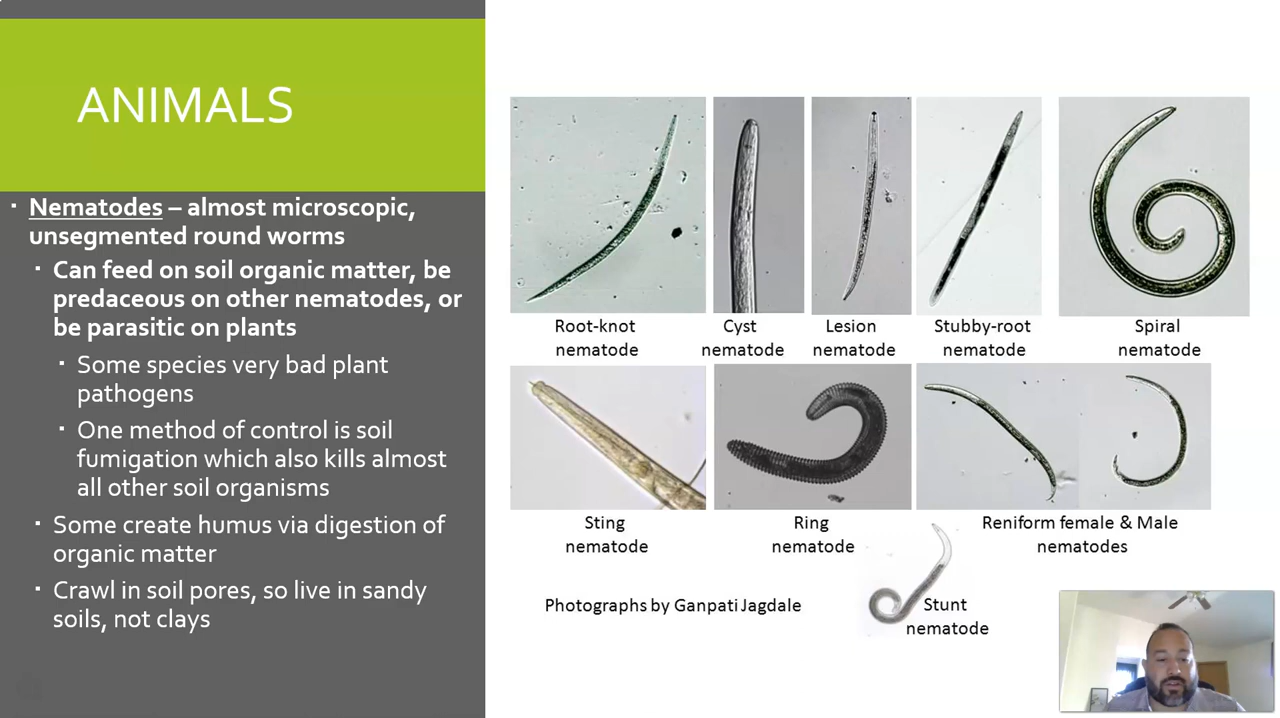 ANIMALS
▪ Nematodes – almost microscopic,
unsegmented round worms
▪ Can feed on soil organic matter, be
predaceous on other nematodes, or
be parasitic on plants
▪ Some species very bad plant
pathogens
▪ One method of control is soil
fumigation which also kills almost
all other soil organisms
▪ Some create humus via digestion of
organic matter
▪ Crawl in soil pores, so live in sandy
soils, not clays
Root-knot
nematode
Cyst
nematode
Lesion
nematode
Stubby-root
nematode
Spiral
nematode
Sting
nematode
Ring
nematode
Reniform female & Male
nematodes
Photographs by Ganpati Jagdale
Stunt
nematode